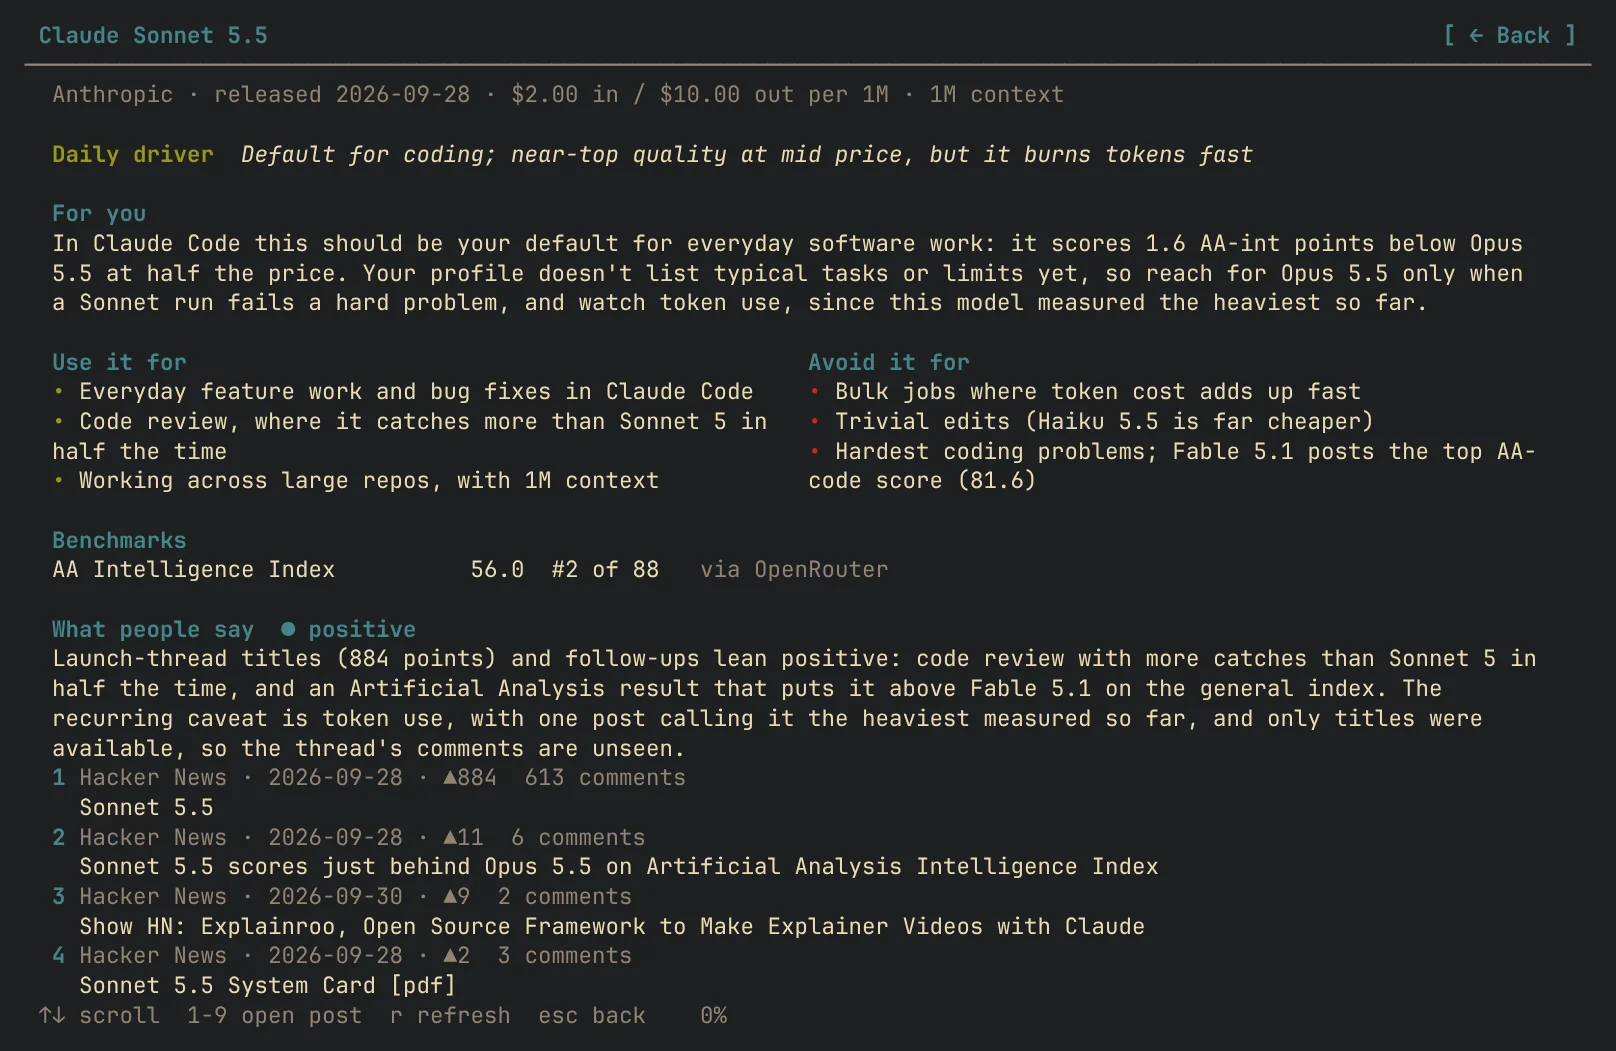 Claude Sonnet 5.5
[ ← Back ]
Anthropic · released 2026-09-28 · $2.00 in / $10.00 out per 1M · 1M context
Daily driver  Default for coding; near-top quality at mid price, but it burns tokens fast
For you
In Claude Code this should be your default for everyday software work: it scores 1.6 AA-int points below Opus
5.5 at half the price. Your profile doesn't list typical tasks or limits yet, so reach for Opus 5.5 only when
a Sonnet run fails a hard problem, and watch token use, since this model measured the heaviest so far.
Use it for
• Everyday feature work and bug fixes in Claude Code
• Code review, where it catches more than Sonnet 5 in
half the time
• Working across large repos, with 1M context
Avoid it for
• Bulk jobs where token cost adds up fast
• Trivial edits (Haiku 5.5 is far cheaper)
• Hardest coding problems; Fable 5.1 posts the top AA-
code score (81.6)
Benchmarks
AA Intelligence Index  56.0  #2 of 88  via OpenRouter
What people say  ● positive
Launch-thread titles (884 points) and follow-ups lean positive: code review with more catches than Sonnet 5 in
half the time, and an Artificial Analysis result that puts it above Fable 5.1 on the general index. The
recurring caveat is token use, with one post calling it the heaviest measured so far, and only titles were
available, so the thread's comments are unseen.
1 Hacker News · 2026-09-28 · ▲884  613 comments
Sonnet 5.5
2 Hacker News · 2026-09-28 · ▲11  6 comments
Sonnet 5.5 scores just behind Opus 5.5 on Artificial Analysis Intelligence Index
3 Hacker News · 2026-09-30 · ▲9  2 comments
Show HN: Explainroo, Open Source Framework to Make Explainer Videos with Claude
4 Hacker News · 2026-09-28 · ▲2  3 comments
Sonnet 5.5 System Card [pdf]
↑↓ scroll  1-9 open post  r refresh  esc back  0%